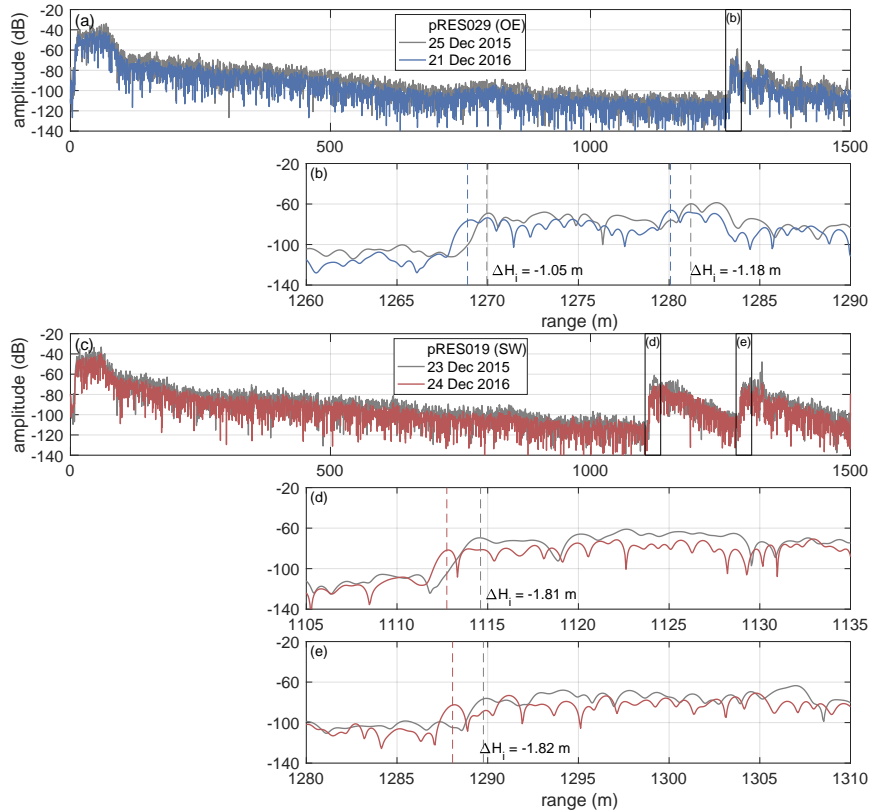 (a)
pRES029 (OE)
25 Dec 2015
21 Dec 2016
(b)
amplitude (dB)
-20
-40
-60
-80
-100
-120
-140
0
500
1000
1500
(b)
-20
-60
-100
-140
ΔHi = -1.05 m
ΔHi = -1.18 m
1260
1265
1270
1275
1280
1285
1290
range (m)
(c)
pRES019 (SW)
23 Dec 2015
24 Dec 2016
(d)
(e)
amplitude (dB)
-20
-40
-60
-80
-100
-120
-140
0
500
1000
1500
(d)
-20
-60
-100
-140
ΔHi = -1.81 m
1105
1110
1115
1120
1125
1130
1135
(e)
-20
-60
-100
-140
ΔHi = -1.82 m
1280
1285
1290
1295
1300
1305
1310
range (m)